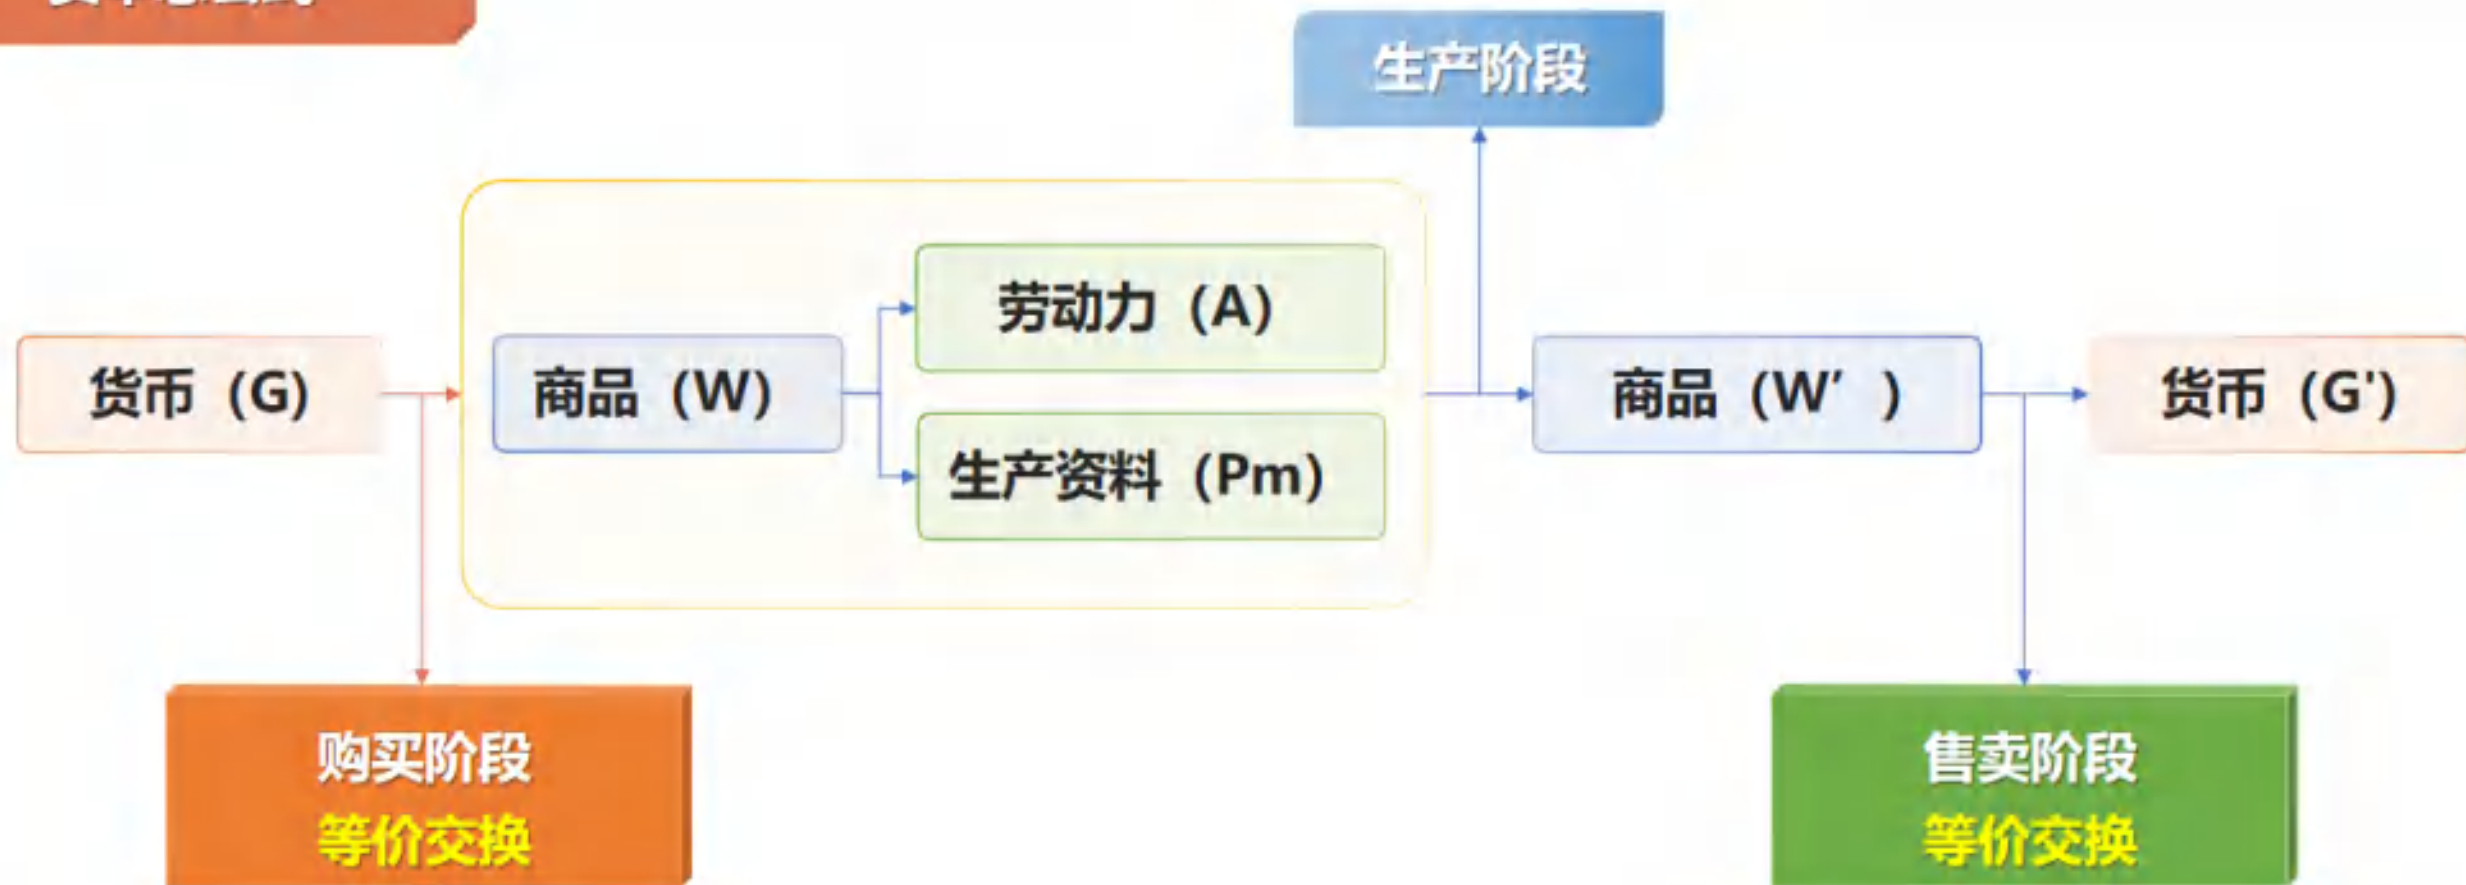 生产阶段
劳动力（A）
货币（G）
商品（W）
生产资料（Pm）
商品（W′）
货币（G'）
购买阶段
等价交换
售卖阶段
等价交换